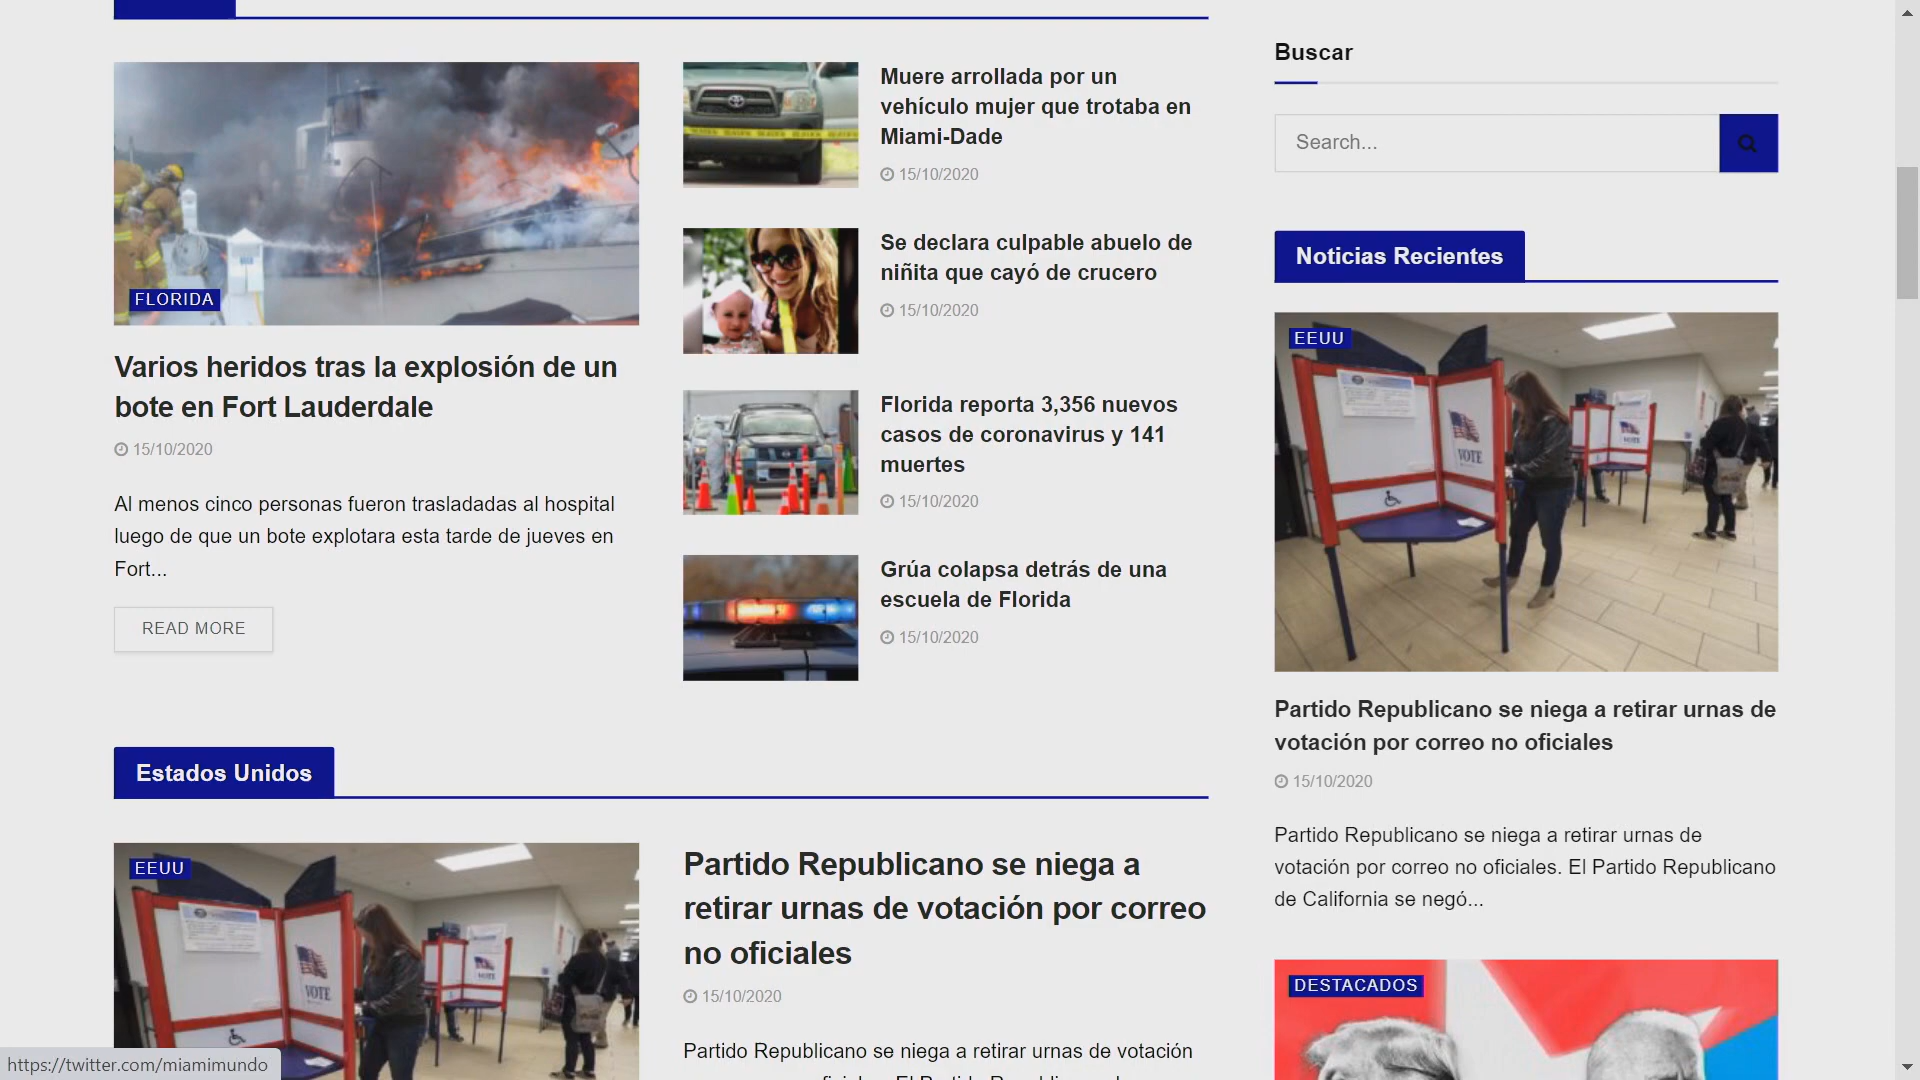 FLORIDA
Varios heridos tras la explosión de un
bote en Fort Lauderdale
15/10/2020
Al menos cinco personas fueron trasladadas al hospital
luego de que un bote explotara esta tarde de jueves en
Fort...
READ MORE
Muere arrollada por un
vehículo mujer que trotaba en
Miami-Dade
15/10/2020
Se declara culpable abuelo de
niñita que cayó de crucero
15/10/2020
Florida reporta 3,356 nuevos
casos de coronavirus y 141
muertes
15/10/2020
Grúa colapsa detrás de una
escuela de Florida
15/10/2020
Estados Unidos
EEUU
VOTE
VOTE
Partido Republicano se niega a
retirar urnas de votación por correo
no oficiales
15/10/2020
Partido Republicano se niega a retirar urnas de votación
Buscar
Search...
Noticias Recientes
EEUU
VOTE
VOTE
Partido Republicano se niega a retirar urnas de
votación por correo no oficiales
15/10/2020
Partido Republicano se niega a retirar urnas de
votación por correo no oficiales. El Partido Republicano
de California se negó...
DESTACADOS
https://twitter.com/miamimundo